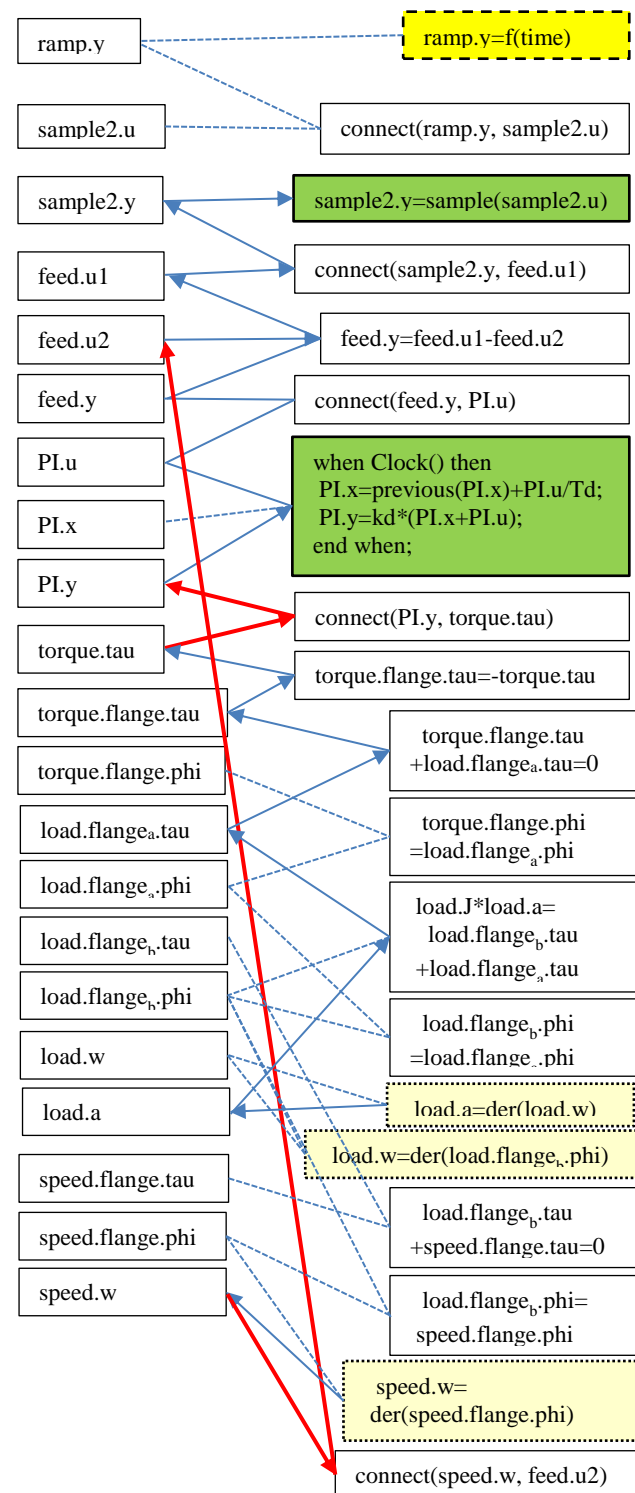 ramp.y
ramp.y=f(time)
sample2.u
connect(ramp.y, sample2.u)
sample2.y
sample2.y=sample(sample2.u)
feed.u1
connect(sample2.y, feed.u1)
feed.u2
feed.y=feed.u1-feed.u2
feed.y
connect(feed.y, PI.u)
PI.u
PI.x
PI.y
when Clock() then
PI.x=previous(PI.x)+PI.u/Td;
PI.y=kd*(PI.x+PI.u);
end when;
connect(PI.y, torque.tau)
torque.tau
torque.flange.tau=-torque.tau
torque.flange.tau
torque.flange.tau
+load.flangea.tau=0
torque.flange.phi
load.flangea.tau
torque.flange.phi
=load.flangea.phi
load.flangea.phi
load.flangeb.tau
load.J*load.a=
load.flangeb.tau
+load.flangea.tau
load.flangeb.phi
load.flangeb.phi
=load.flangea.phi
load.w
load.a
load.a=der(load.w)
load.w=der(load.flangeb.phi)
speed.flange.tau
load.flangeb.tau
+speed.flange.tau=0
speed.flange.phi
speed.w
load.flangeb.phi=
speed.flange.phi
speed.w=
der(speed.flange.phi)
connect(speed.w, feed.u2)